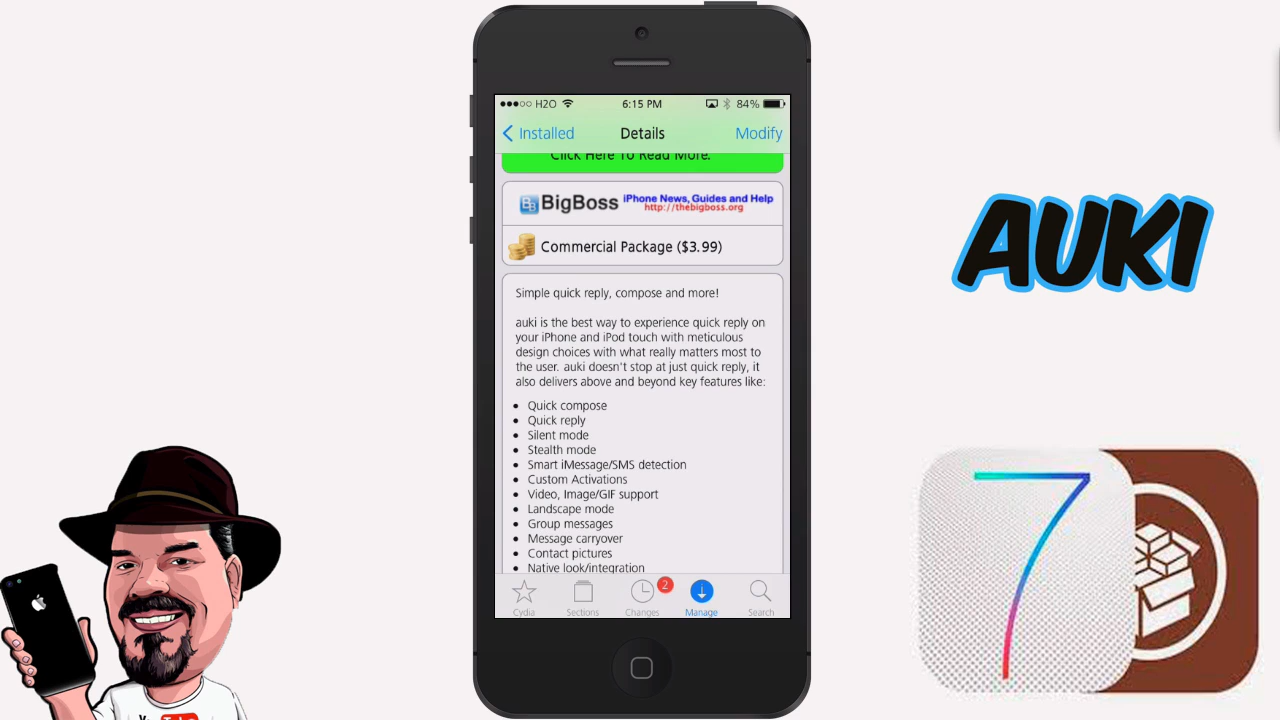 ●●●○○ H2O 6:15 PM 84%
Installed Details Modify
Click Here To Read More.
BigBoss iPhone News, Guides and Help
http://thebigboss.org
Commercial Package ($3.99)
Simple quick reply, compose and more!
auki is the best way to experience quick reply on
your iPhone and iPod touch with meticulous
design choices with what really matters most to
the user. auki doesn't stop at just quick reply, it
also delivers above and beyond key features like:
• Quick compose
• Quick reply
• Silent mode
• Stealth mode
• Smart iMessage/SMS detection
• Custom Activations
• Video, Image/GIF support
• Landscape mode
• Group messages
• Message carryover
• Contact pictures
• Native look/integration
2
Cydia Sections Changes Manage Search
AUKI
7